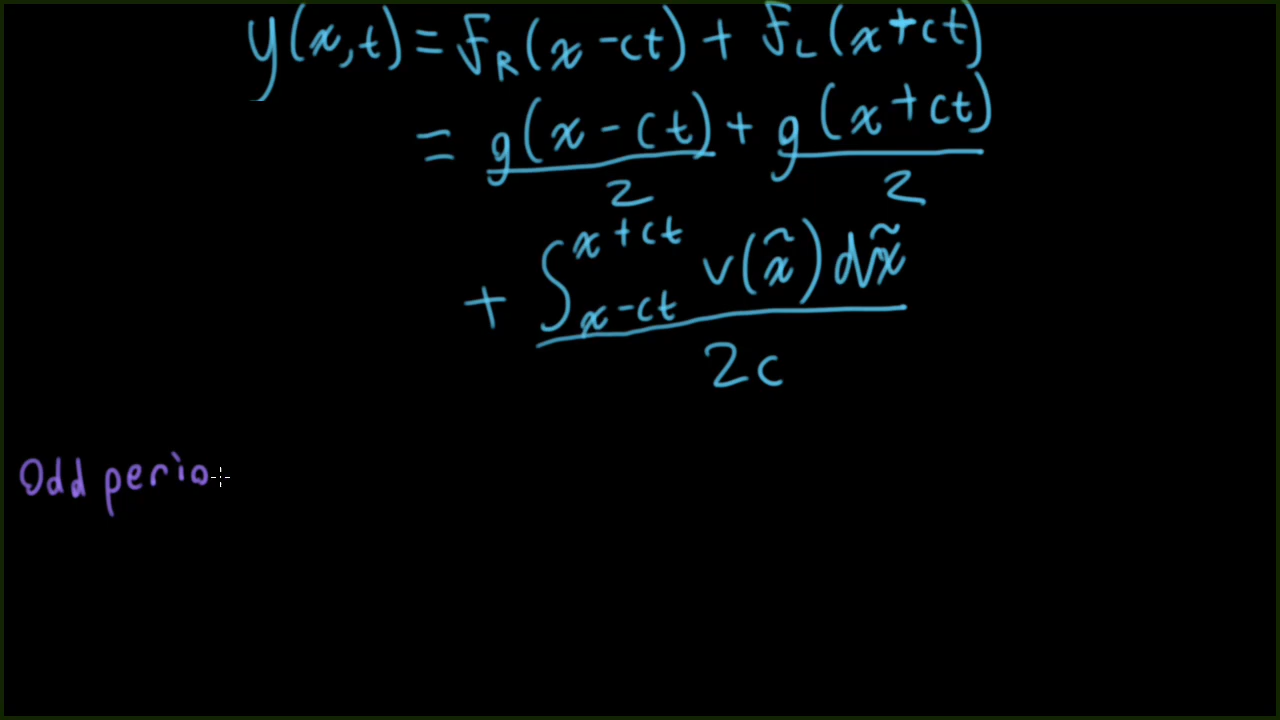 y(x,t) = F_R(x-ct) + F_L(x+ct)
= g(x-ct)/2 + g(x+ct)/2
+ ∫_{x-ct}^{x+ct} v(x̃) dx̃ / 2c
Odd perio